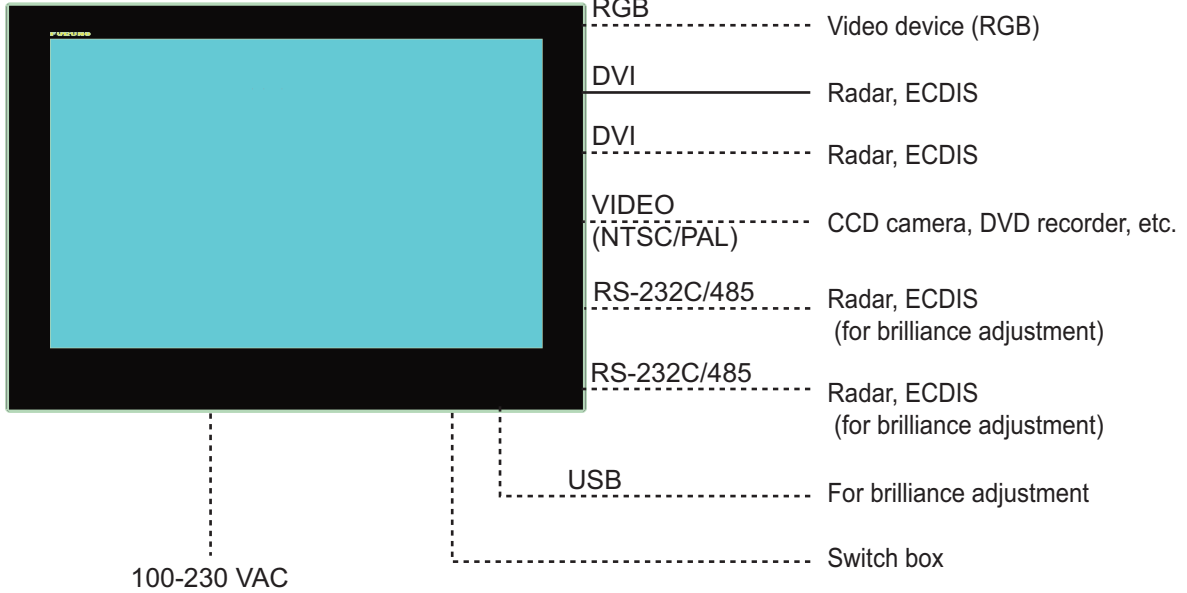 RGB
Video device (RGB)
DVI
Radar, ECDIS
DVI
Radar, ECDIS
VIDEO
(NTSC/PAL)
CCD camera, DVD recorder, etc.
RS-232C/485
Radar, ECDIS
(for brilliance adjustment)
RS-232C/485
Radar, ECDIS
(for brilliance adjustment)
USB
For brilliance adjustment
Switch box
100-230 VAC